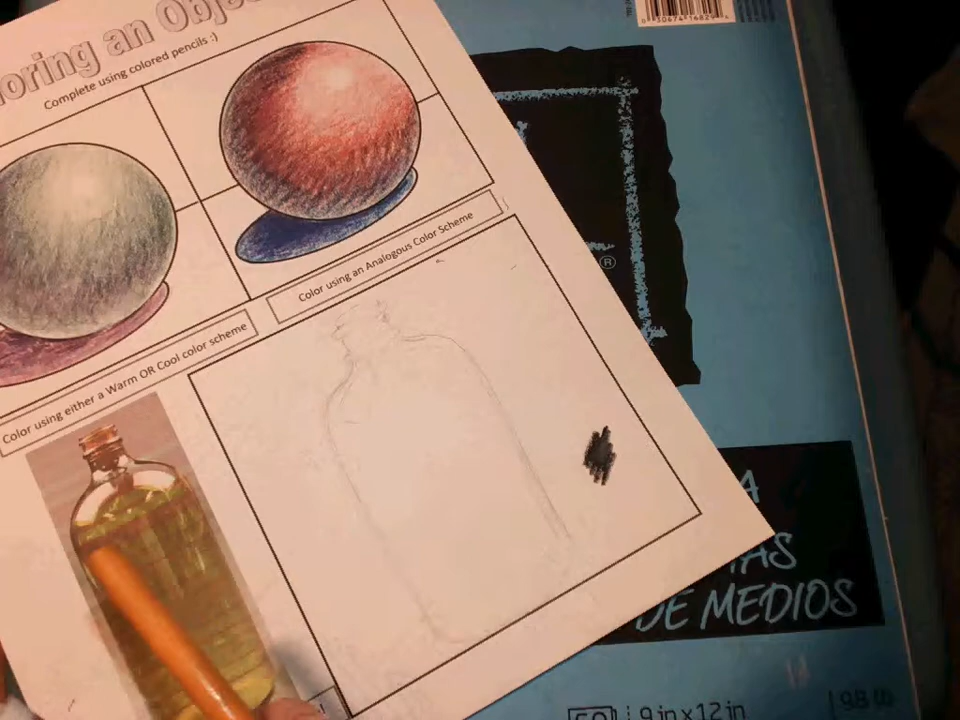 oring an Obje
Complete using colored pencils :)
Color using an Analogous Color Scheme
Color using either a Warm OR Cool color scheme
®
DE MEDIOS
9 in x 12 in